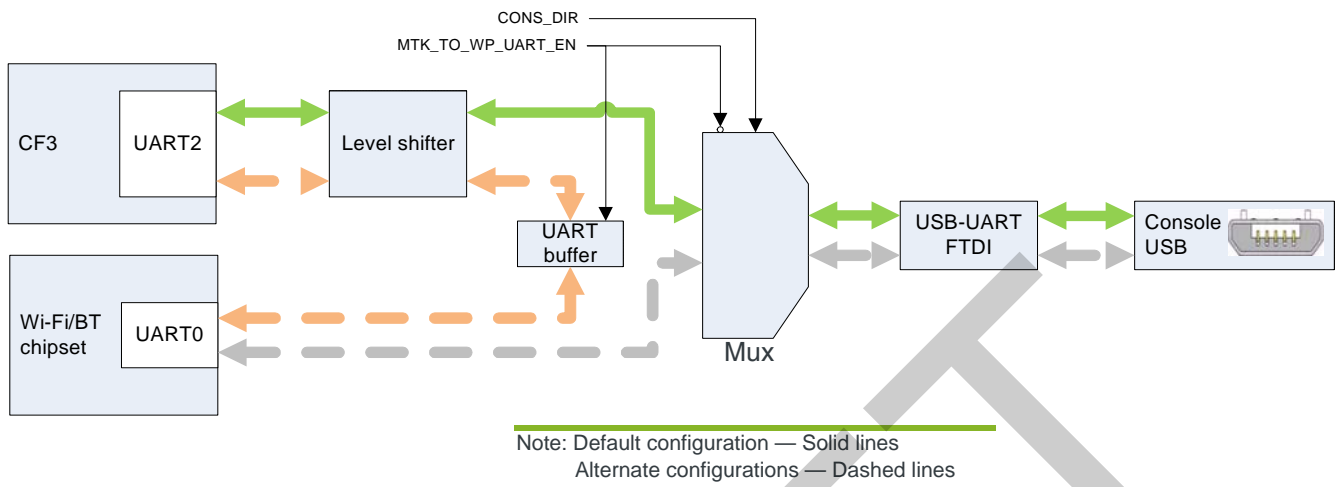 CONS_DIR
MTK_TO_WP_UART_EN
CF3
UART2
Level shifter
UART
buffer
USB-UART
FTDI
Console
USB
Wi-Fi/BT
chipset
UART0
Mux
Note: Default configuration — Solid lines
Alternate configurations — Dashed lines